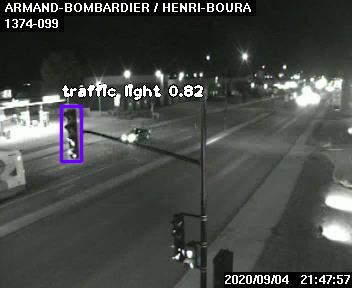 ARMAND-BOMBARDIER / HENRI-BOURA
1374-099
traffic light 0.82
2020/09/04 21:47:57